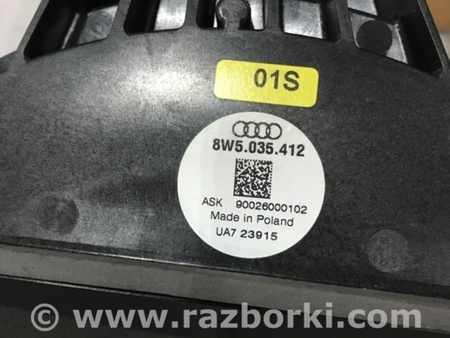 01S
8W5.035.412
ASK 90026000102
Made in Poland
UA7 23915
© www.razborki.com